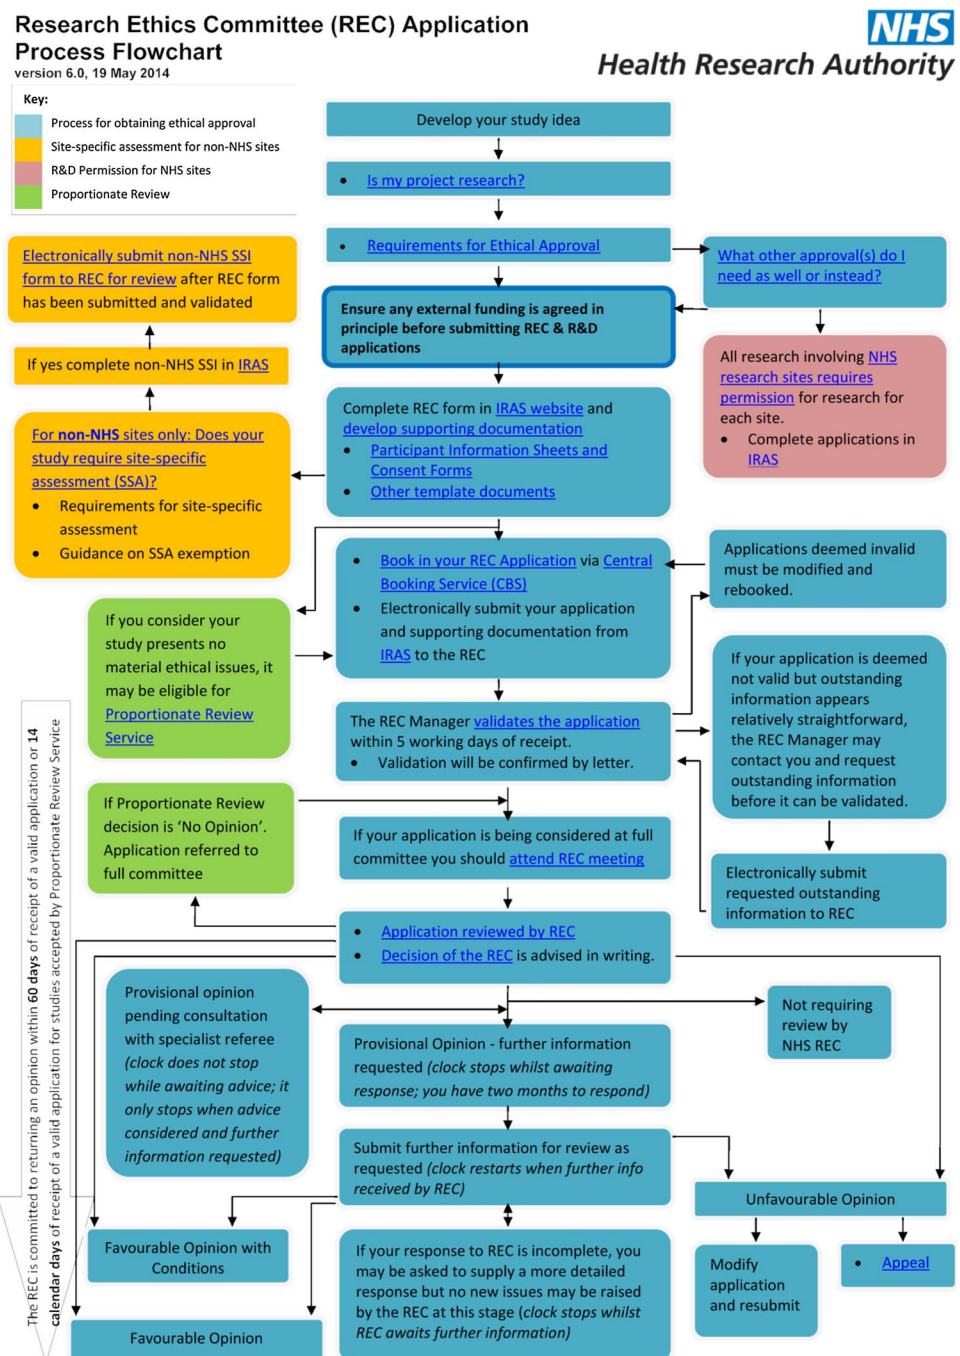 Research Ethics Committee (REC) Application
Process Flowchart
version 6.0, 19 May 2014
NHS
Health Research Authority
Key:
Process for obtaining ethical approval
Site-specific assessment for non-NHS sites
R&D Permission for NHS sites
Proportionate Review
Develop your study idea
• Is my project research?
• Requirements for Ethical Approval
What other approval(s) do I
need as well or instead?
Electronically submit non-NHS SSI
form to REC for review after REC form
has been submitted and validated
Ensure any external funding is agreed in
principle before submitting REC & R&D
applications
If yes complete non-NHS SSI in IRAS
All research involving NHS
research sites requires
permission for research for
each site.
• Complete applications in
IRAS
Complete REC form in IRAS website and
develop supporting documentation
• Participant Information Sheets and
Consent Forms
• Other template documents
For non-NHS sites only: Does your
study require site-specific
assessment (SSA)?
• Requirements for site-specific
assessment
• Guidance on SSA exemption
• Book in your REC Application via Central
Booking Service (CBS)
• Electronically submit your application
and supporting documentation from
IRAS to the REC
Applications deemed invalid
must be modified and
rebooked.
If you consider your
study presents no
material ethical issues, it
may be eligible for
Proportionate Review
Service
If your application is deemed
not valid but outstanding
information appears
relatively straightforward,
the REC Manager may
contact you and request
outstanding information
before it can be validated.
The REC Manager validates the application
within 5 working days of receipt.
• Validation will be confirmed by letter.
If Proportionate Review
decision is ‘No Opinion’.
Application referred to
full committee
If your application is being considered at full
committee you should attend REC meeting
Electronically submit
requested outstanding
information to REC
• Application reviewed by REC
• Decision of the REC is advised in writing.
Provisional opinion
pending consultation
with specialist referee
(clock does not stop
while awaiting advice; it
only stops when advice
considered and further
information requested)
Not requiring
review by
NHS REC
Provisional Opinion - further information
requested (clock stops whilst awaiting
response; you have two months to respond)
Submit further information for review as
requested (clock restarts when further info
received by REC)
Unfavourable Opinion
Favourable Opinion with
Conditions
If your response to REC is incomplete, you
may be asked to supply a more detailed
response but no new issues may be raised
by the REC at this stage (clock stops whilst
REC awaits further information)
Modify
application
and resubmit
• Appeal
Favourable Opinion
The REC is committed to returning an opinion within 60 days of receipt of a valid application or 14
calendar days of receipt of a valid application for studies accepted by Proportionate Review Service